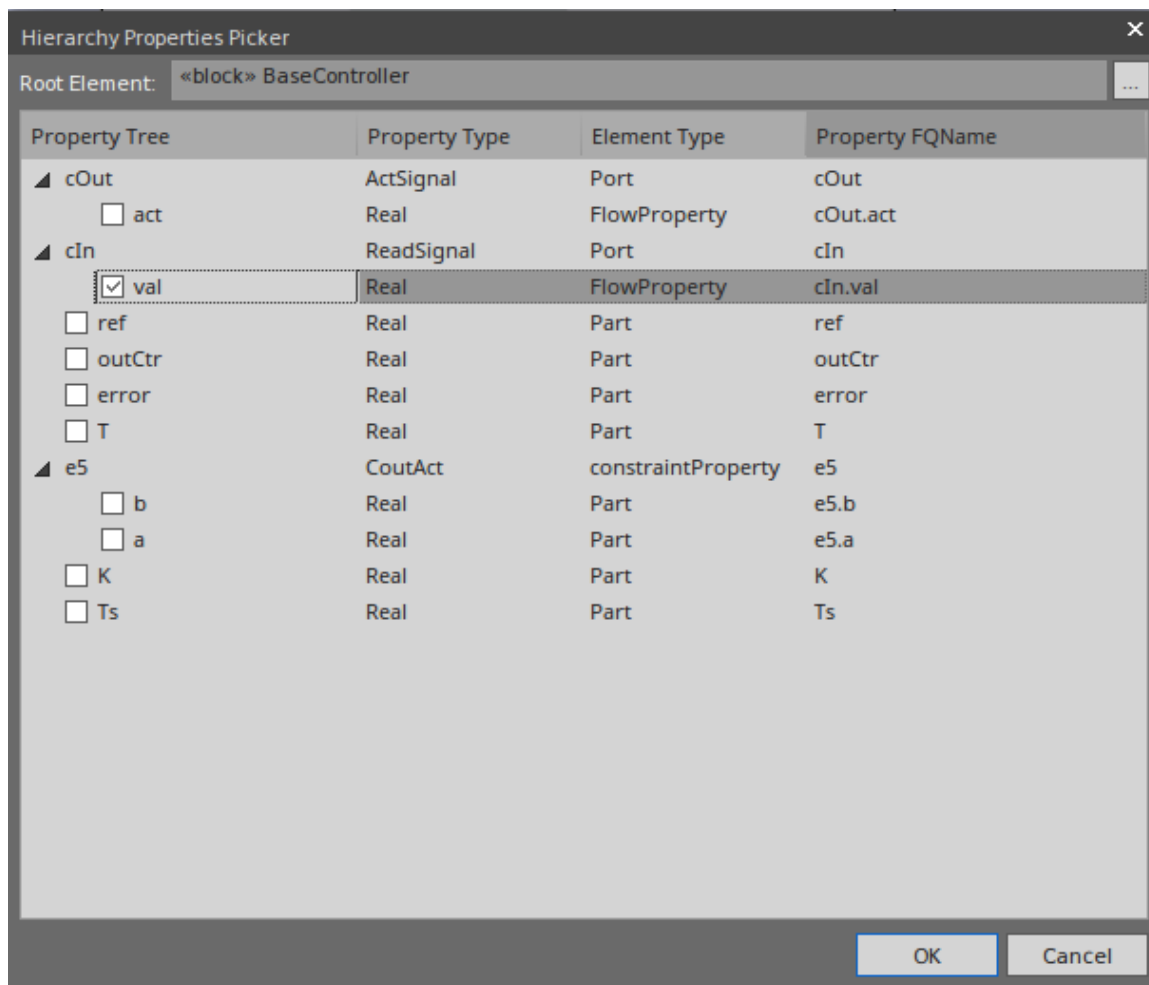 Hierarchy Properties Picker
Root Element: «block» BaseController ...
Property Tree Property Type Element Type Property FQName
cOut ActSignal Port cOut
act Real FlowProperty cOut.act
cIn ReadSignal Port cIn
val Real FlowProperty cIn.val
ref Real Part ref
outCtr Real Part outCtr
error Real Part error
T Real Part T
e5 CoutAct constraintProperty e5
b Real Part e5.b
a Real Part e5.a
K Real Part K
Ts Real Part Ts
OK Cancel